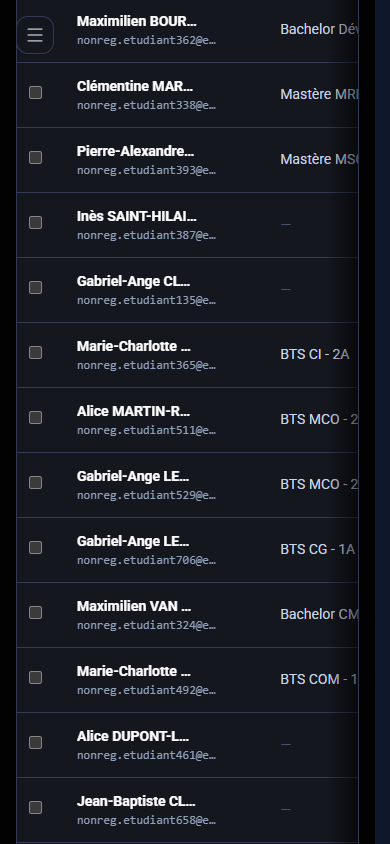 Maximilien BOUR...
nonreg.etudiant362@e...
Bachelor Dév
Clémentine MAR...
nonreg.etudiant338@e...
Mastère MRH
Pierre-Alexandre...
nonreg.etudiant393@e...
Mastère MSC
Inès SAINT-HILAI...
nonreg.etudiant387@e...
—
Gabriel-Ange CL...
nonreg.etudiant135@e...
—
Marie-Charlotte ...
nonreg.etudiant365@e...
BTS CI - 2A
Alice MARTIN-R...
nonreg.etudiant511@e...
BTS MCO - 2
Gabriel-Ange LE...
nonreg.etudiant529@e...
BTS MCO - 2
Gabriel-Ange LE...
nonreg.etudiant706@e...
BTS CG - 1A
Maximilien VAN ...
nonreg.etudiant324@e...
Bachelor CM
Marie-Charlotte ...
nonreg.etudiant492@e...
BTS COM - 1
Alice DUPONT-L...
nonreg.etudiant461@e...
—
Jean-Baptiste CL...
nonreg.etudiant658@e...
—